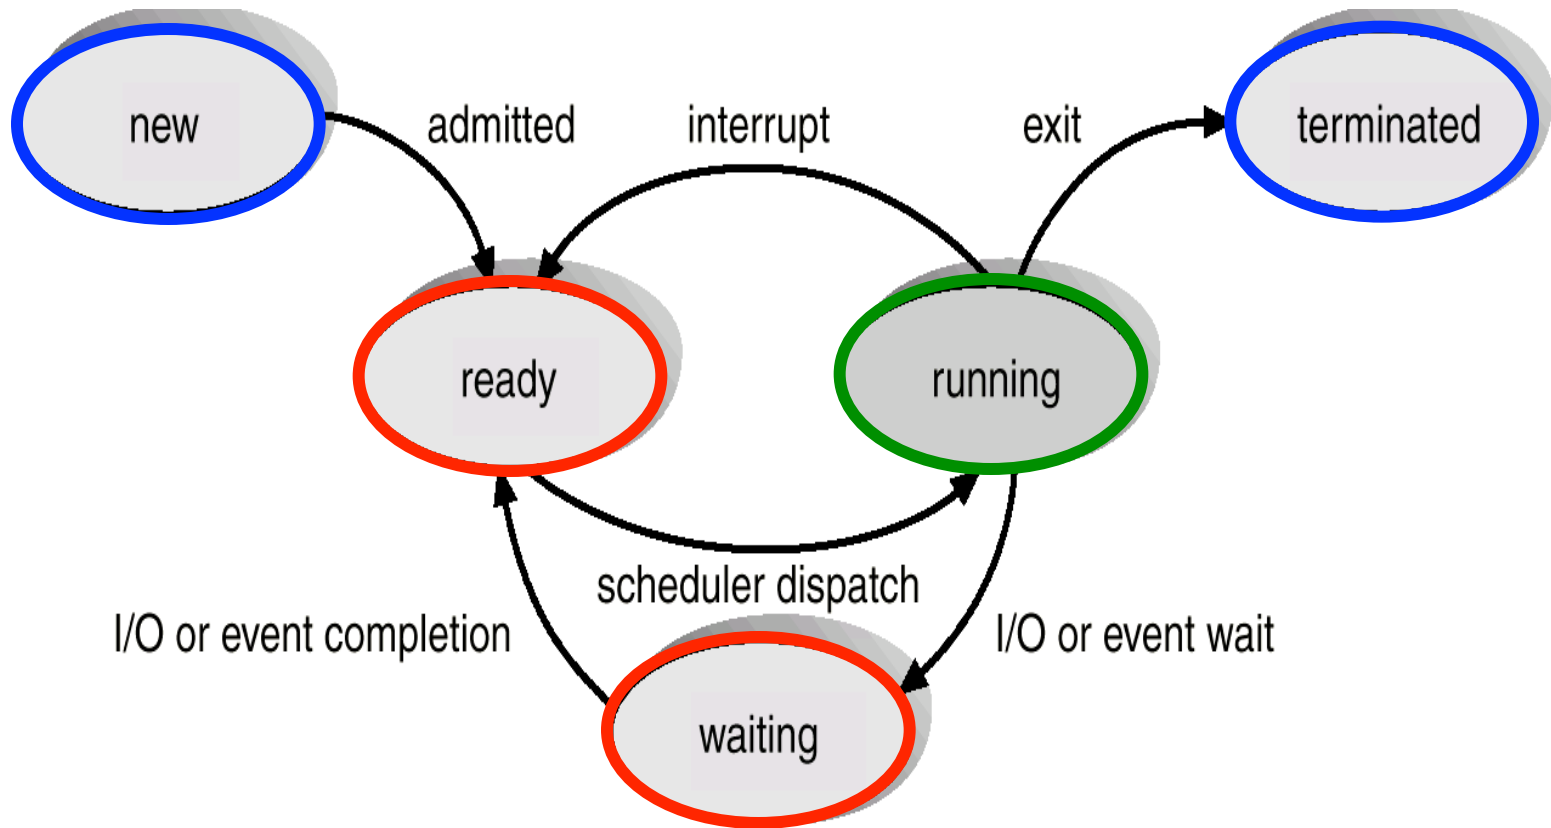 new
admitted
interrupt
exit
terminated
ready
running
scheduler dispatch
I/O or event completion
I/O or event wait
waiting